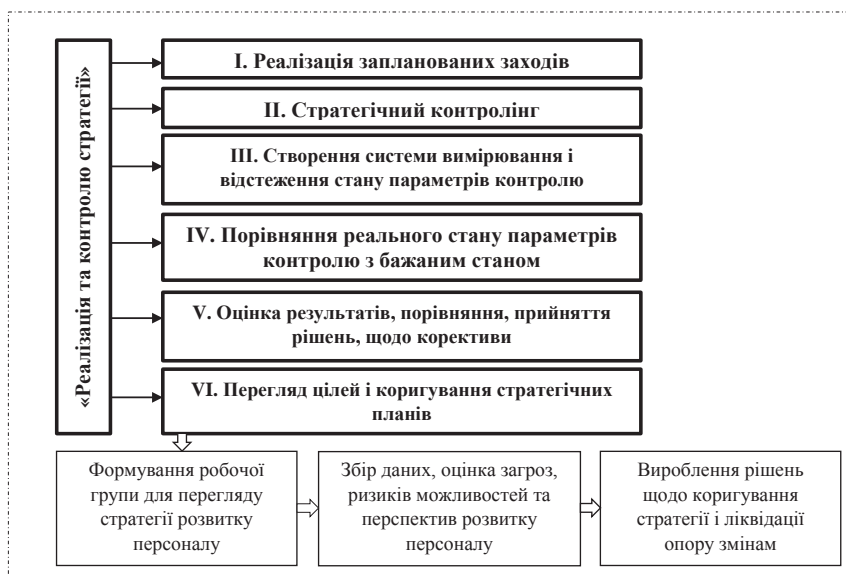 «Реалізація та контролю стратегії»
I. Реалізація запланованих заходів
II. Стратегічний контролінг
III. Створення системи вимірювання і
відстеження стану параметрів контролю
IV. Порівняння реального стану параметрів
контролю з бажаним станом
V. Оцінка результатів, порівняння, прийняття
рішень, щодо корективи
VI. Перегляд цілей і коригування стратегічних
планів
Формування робочої
групи для перегляду
стратегії розвитку
персоналу
Збір даних, оцінка загроз,
ризиків можливостей та
перспектив розвитку
персоналу
Вироблення рішень
щодо коригування
стратегії і ліквідації
опору змінам